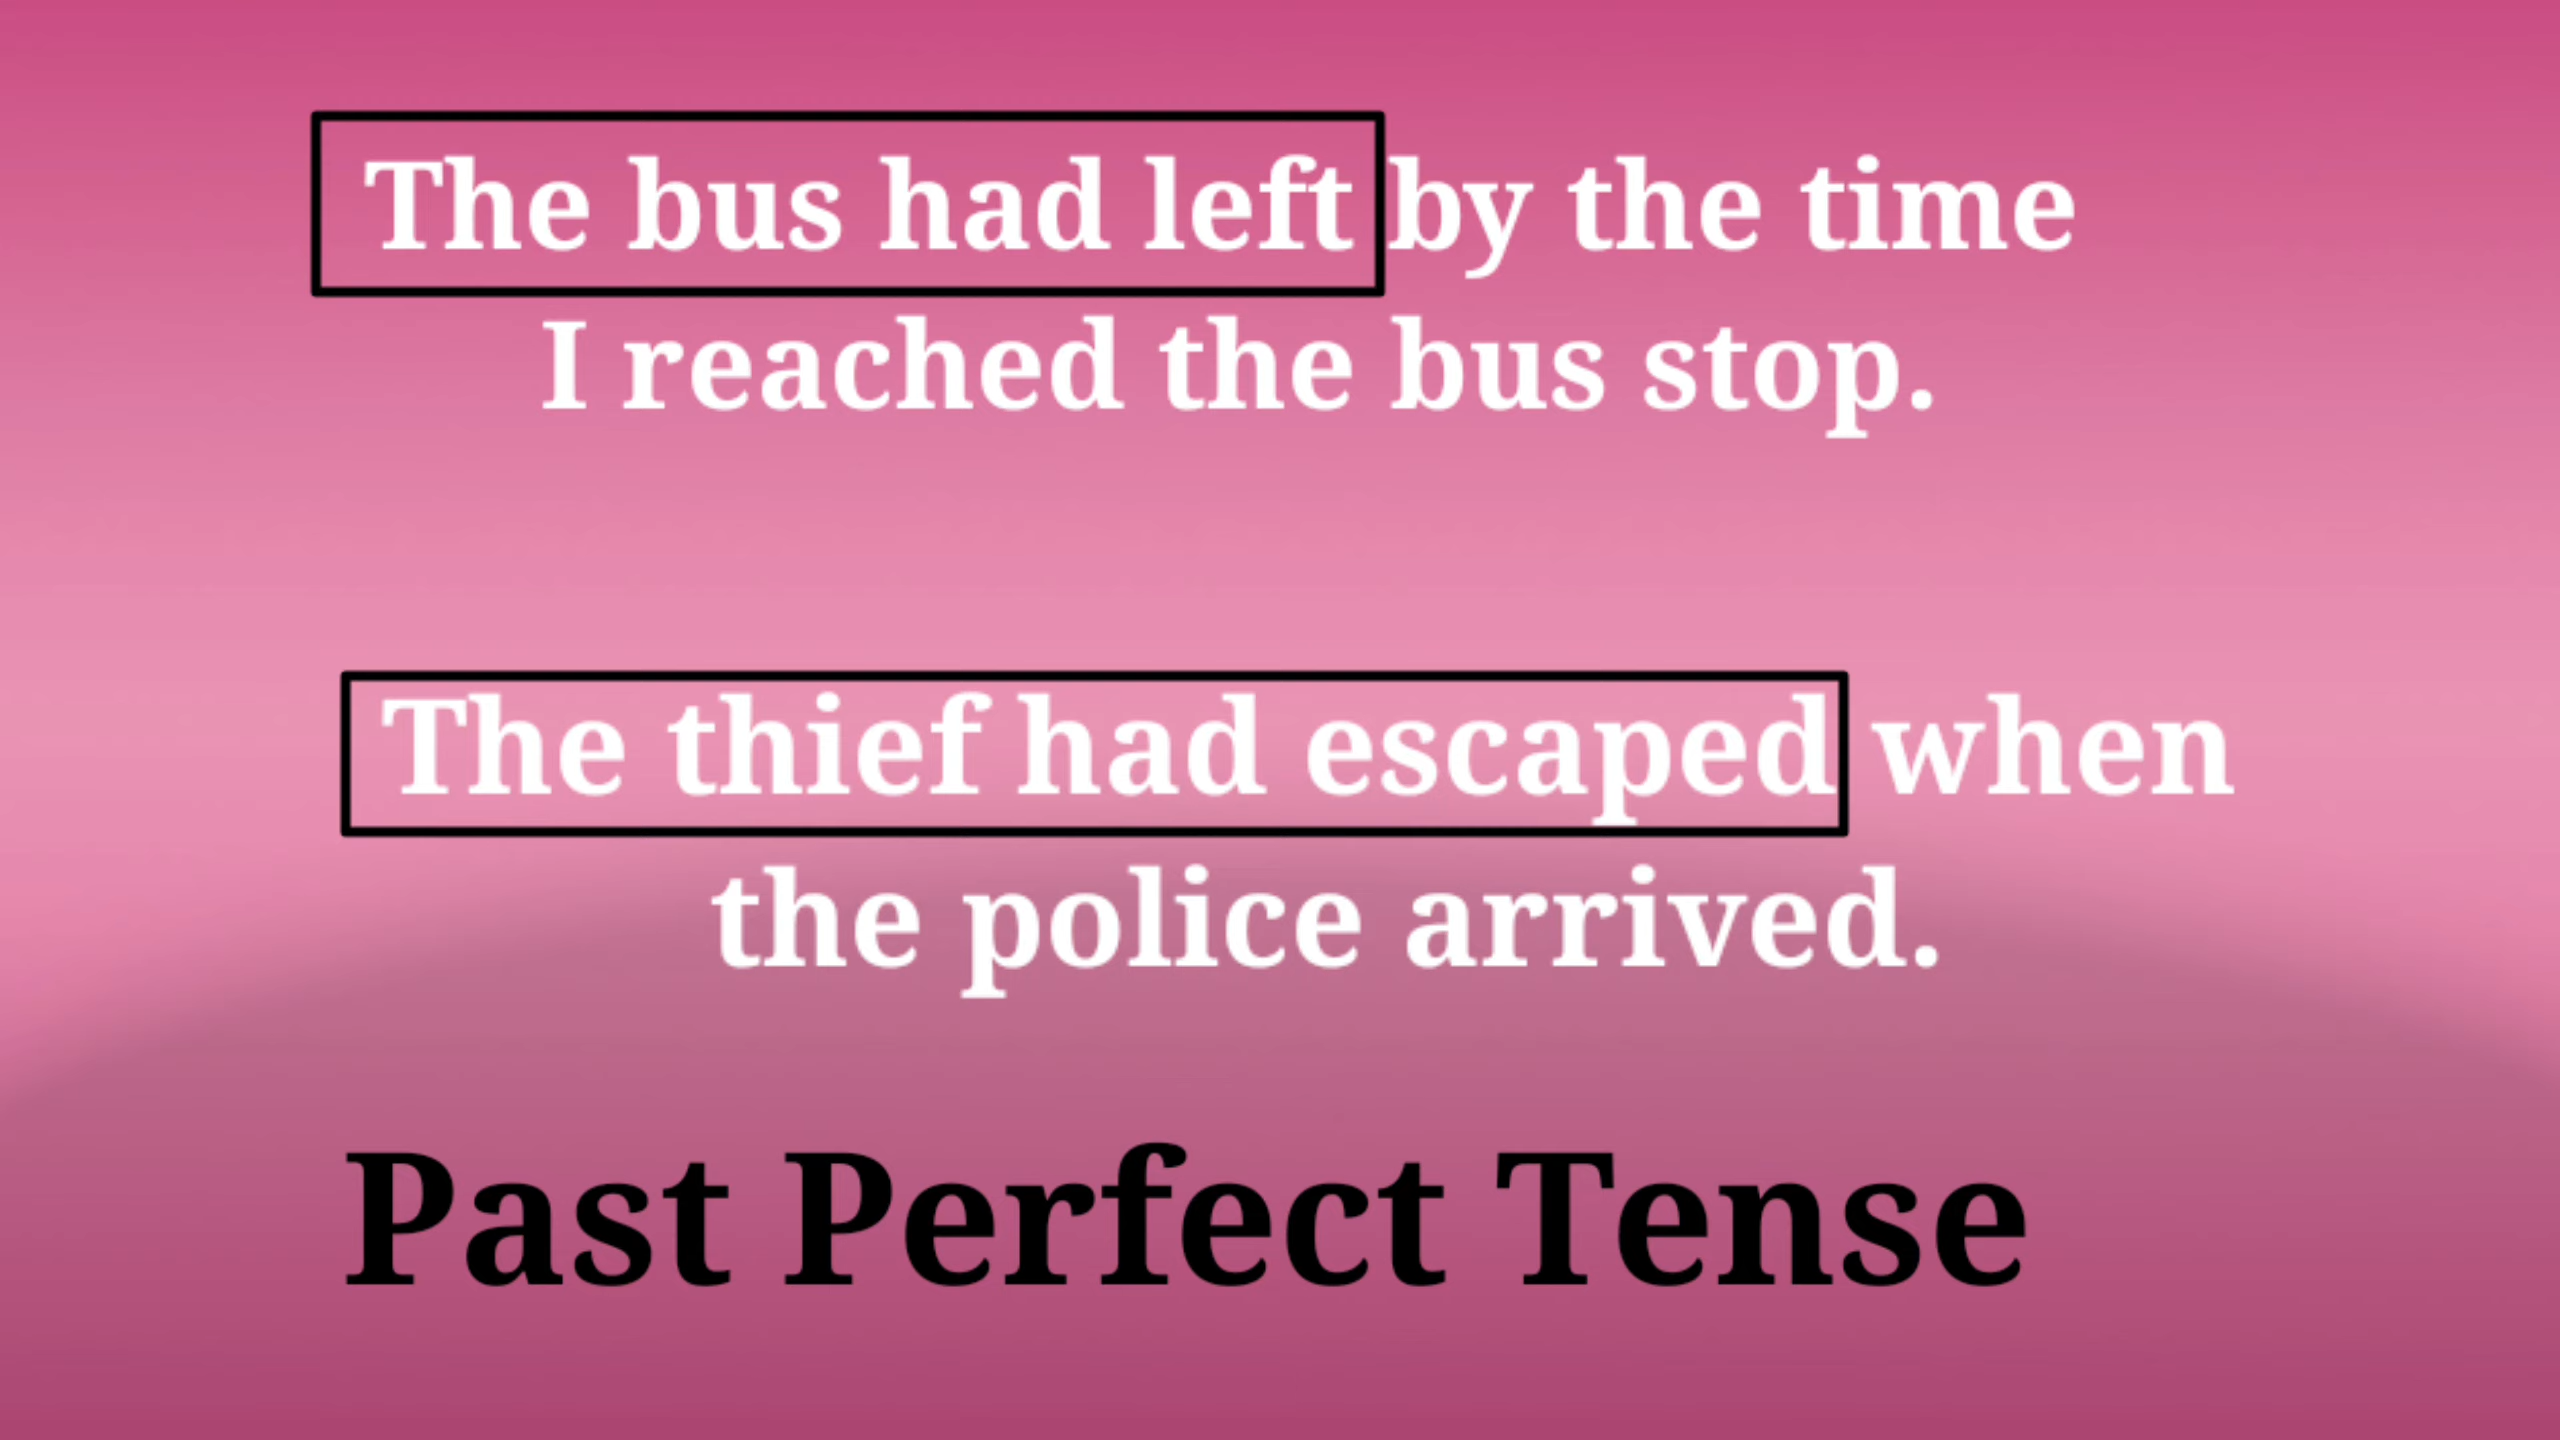 The bus had left by the time
I reached the bus stop.
The thief had escaped when
the police arrived.
Past Perfect Tense